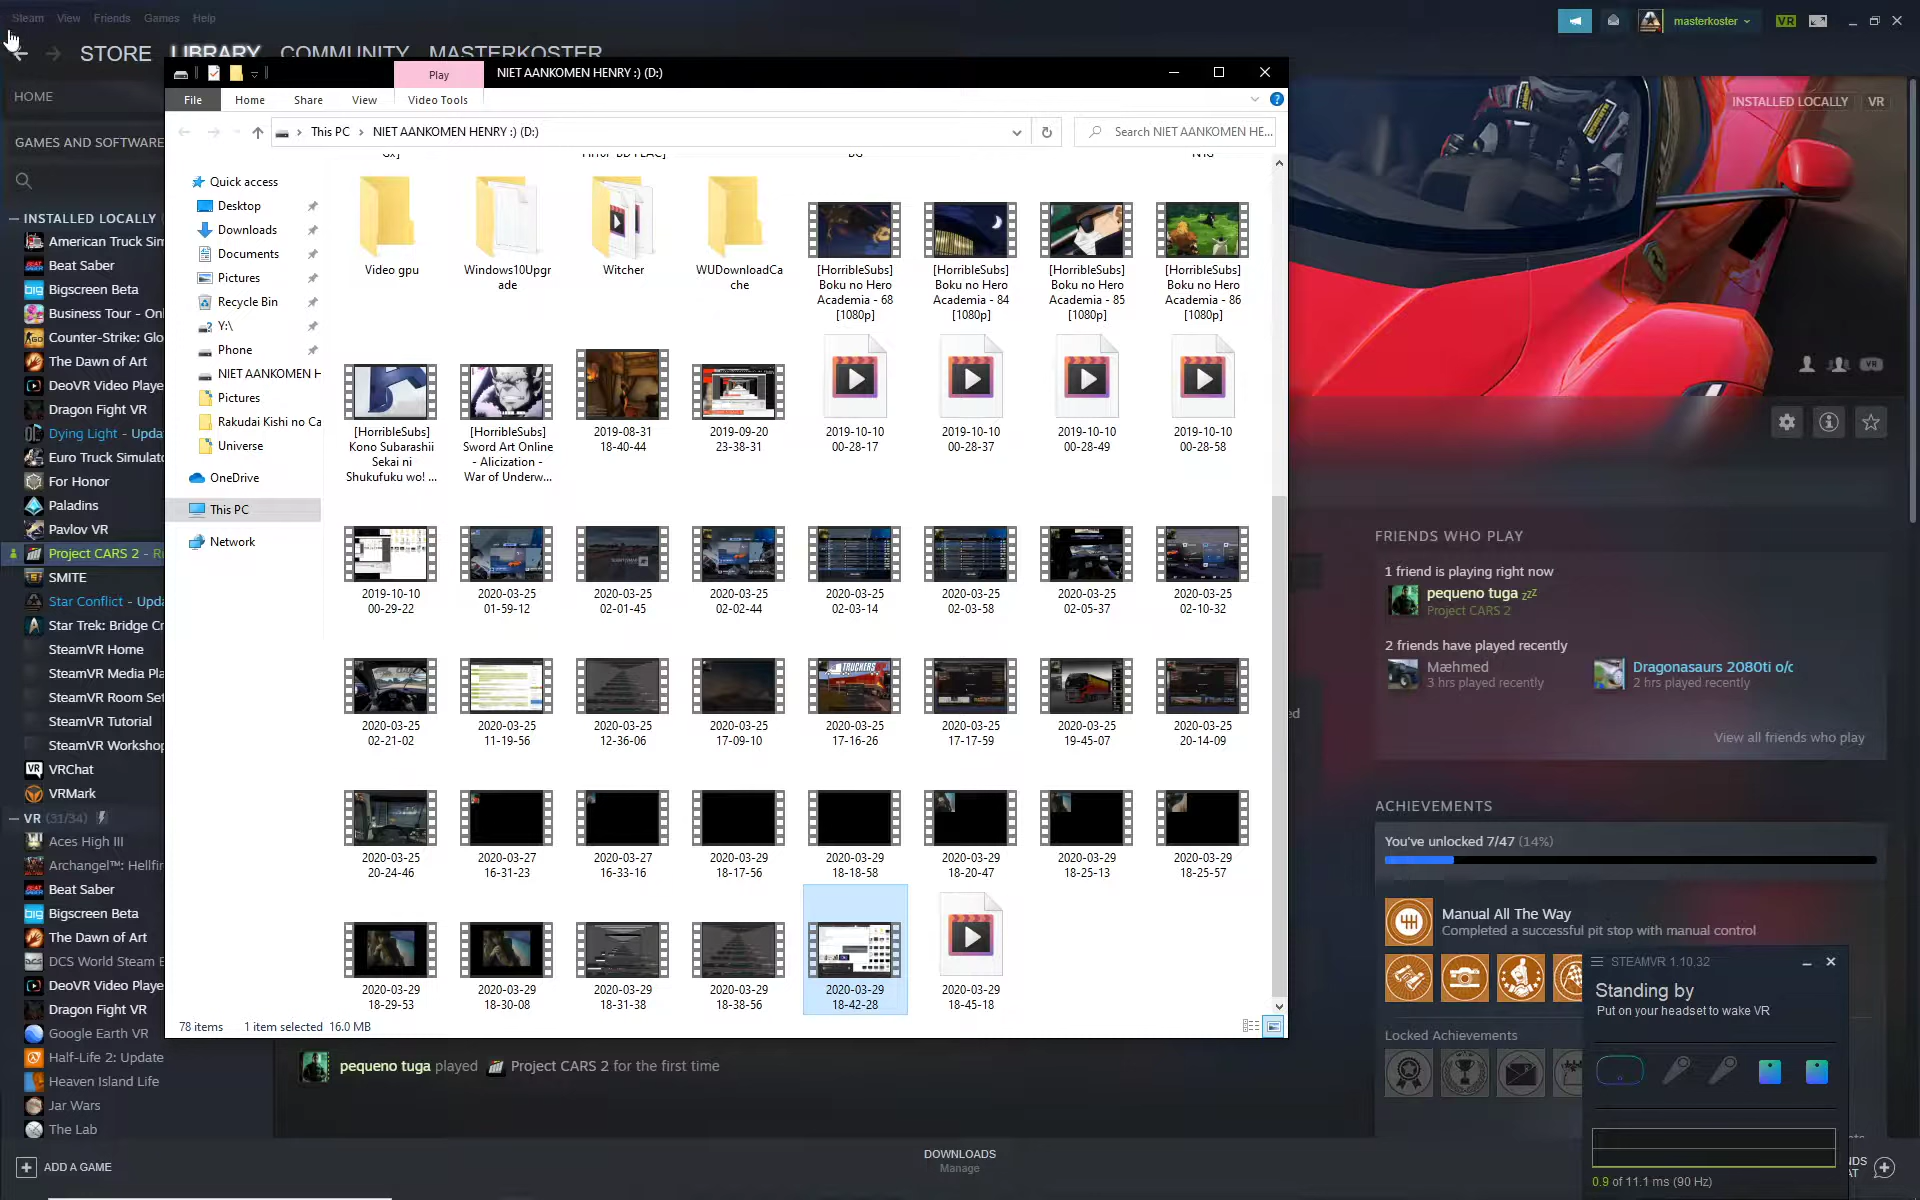 Steam View Friends Games Help
masterkoster
VR
STORE LIBRARY COMMUNITY MASTERKOSTER
Play
NIET AANKOMEN HENRY :) (D:)
File Home Share View Video Tools
This PC > NIET AANKOMEN HENRY :) (D:)
Search NIET AANKOMEN HE...
HOME
GAMES AND SOFTWARE
INSTALLED LOCALLY
American Truck Sim
Beat Saber
Bigscreen Beta
Business Tour - Onl
Counter-Strike: Glo
The Dawn of Art
DeoVR Video Playe
Dragon Fight VR
Dying Light - Upda
Euro Truck Simulato
For Honor
Paladins
Pavlov VR
Project CARS 2 - R
SMITE
Star Conflict - Upda
Star Trek: Bridge Cr
SteamVR Home
SteamVR Media Pla
SteamVR Room Set
SteamVR Tutorial
SteamVR Workshop
VRChat
VRMark
VR (31/34)
Aces High III
Archangel™: Hellfir
Beat Saber
Bigscreen Beta
The Dawn of Art
DCS World Steam E
DeoVR Video Playe
Dragon Fight VR
Google Earth VR
Half-Life 2: Update
Heaven Island Life
Jar Wars
The Lab
ADD A GAME
Quick access
Desktop
Downloads
Documents
Pictures
Recycle Bin
Y:\
Phone
NIET AANKOMEN H
Pictures
Rakudai Kishi no Ca
Universe
OneDrive
This PC
Network
Video gpu
Windows10Upgr
ade
Witcher
WUDownloadCa
che
[HorribleSubs]
Boku no Hero
Academia - 68
[1080p]
[HorribleSubs]
Boku no Hero
Academia - 84
[1080p]
[HorribleSubs]
Boku no Hero
Academia - 85
[1080p]
[HorribleSubs]
Boku no Hero
Academia - 86
[1080p]
[HorribleSubs]
Kono Subarashii
Sekai ni
Shukufuku wo! ...
[HorribleSubs]
Sword Art Online
- Alicization -
War of Underw...
2019-08-31
18-40-44
2019-09-20
23-38-31
2019-10-10
00-28-17
2019-10-10
00-28-37
2019-10-10
00-28-49
2019-10-10
00-28-58
2019-10-10
00-29-22
2020-03-25
01-59-12
2020-03-25
02-01-45
2020-03-25
02-02-44
2020-03-25
02-03-14
2020-03-25
02-03-58
2020-03-25
02-05-37
2020-03-25
02-10-32
2020-03-25
02-21-02
2020-03-25
11-19-56
2020-03-25
12-36-06
2020-03-25
17-09-10
2020-03-25
17-16-26
2020-03-25
17-17-59
2020-03-25
19-45-07
2020-03-25
20-14-09
2020-03-25
20-24-46
2020-03-27
16-31-23
2020-03-27
16-33-16
2020-03-29
18-17-56
2020-03-29
18-18-58
2020-03-29
18-20-47
2020-03-29
18-25-13
2020-03-29
18-25-57
2020-03-29
18-29-53
2020-03-29
18-30-08
2020-03-29
18-31-38
2020-03-29
18-38-56
2020-03-29
18-42-28
2020-03-29
18-45-18
78 items 1 item selected 16.0 MB
pequeno tuga played Project CARS 2 for the first time
DOWNLOADS
Manage
INSTALLED LOCALLY VR
VR
FRIENDS WHO PLAY
1 friend is playing right now
pequeno tuga zzz
Project CARS 2
2 friends have played recently
Mæhmed
3 hrs played recently
Dragonasaurs 2080ti o/c
2 hrs played recently
View all friends who play
ACHIEVEMENTS
You've unlocked 7/47 (14%)
Manual All The Way
Completed a successful pit stop with manual control
Locked Achievements
STEAMVR 1.10.32
Standing by
Put on your headset to wake VR
0.9 of 11.1 ms (90 Hz)